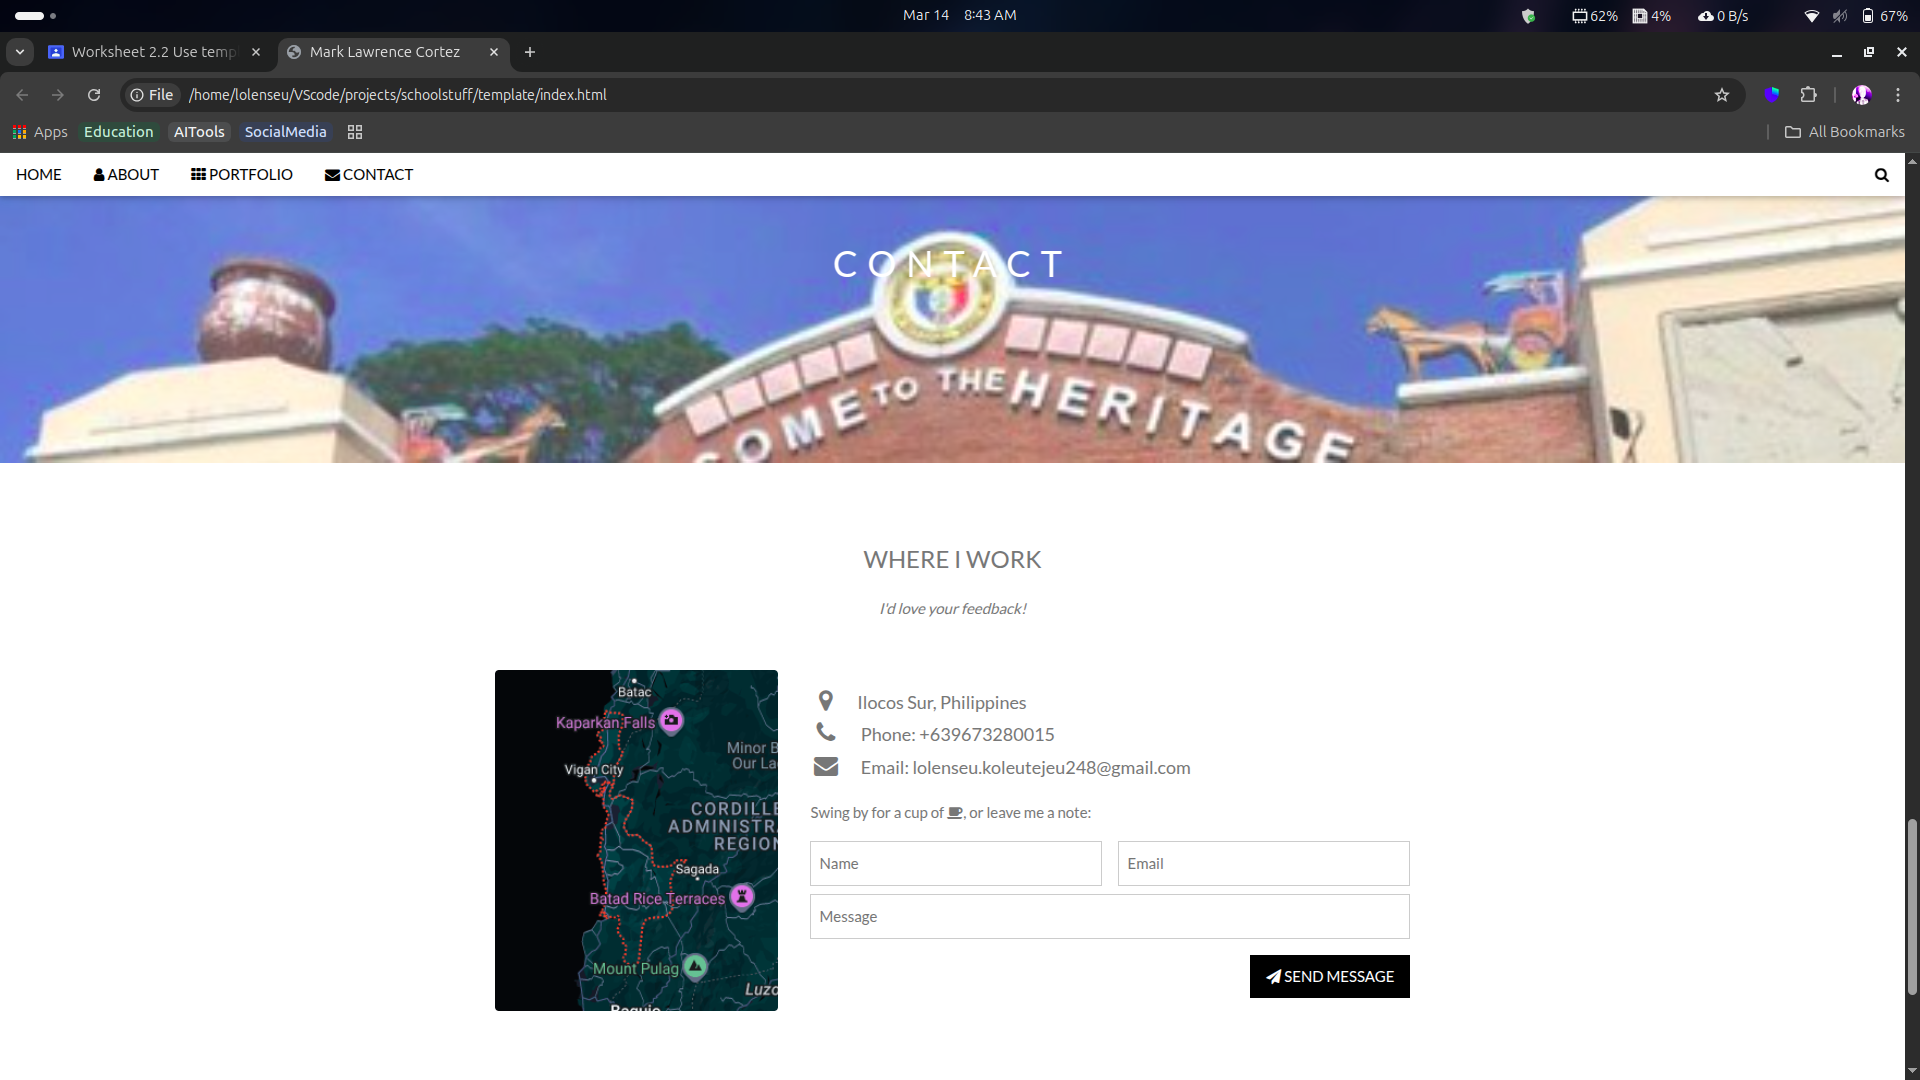 Mar 14 8:43 AM
62% 4% 0 B/s 67%
Worksheet 2.2 Use temp
Mark Lawrence Cortez
File /home/lolenseu/VScode/projects/schoolstuff/template/index.html
Apps Education AITools SocialMedia All Bookmarks
HOME ABOUT PORTFOLIO CONTACT
CONTACT
COME TO THE HERITAGE
WHERE I WORK
I'd love your feedback!
Batac
Kaparkan Falls
Minor B
Our La
Vigan City
CORDILLE
ADMINISTRA
REGION
Sagada
Batad Rice Terraces
Mount Pulag
Luzo
Baguio
Ilocos Sur, Philippines
Phone: +639673280015
Email: lolenseu.koleutejeu248@gmail.com
Swing by for a cup of , or leave me a note:
Name Email
Message
SEND MESSAGE